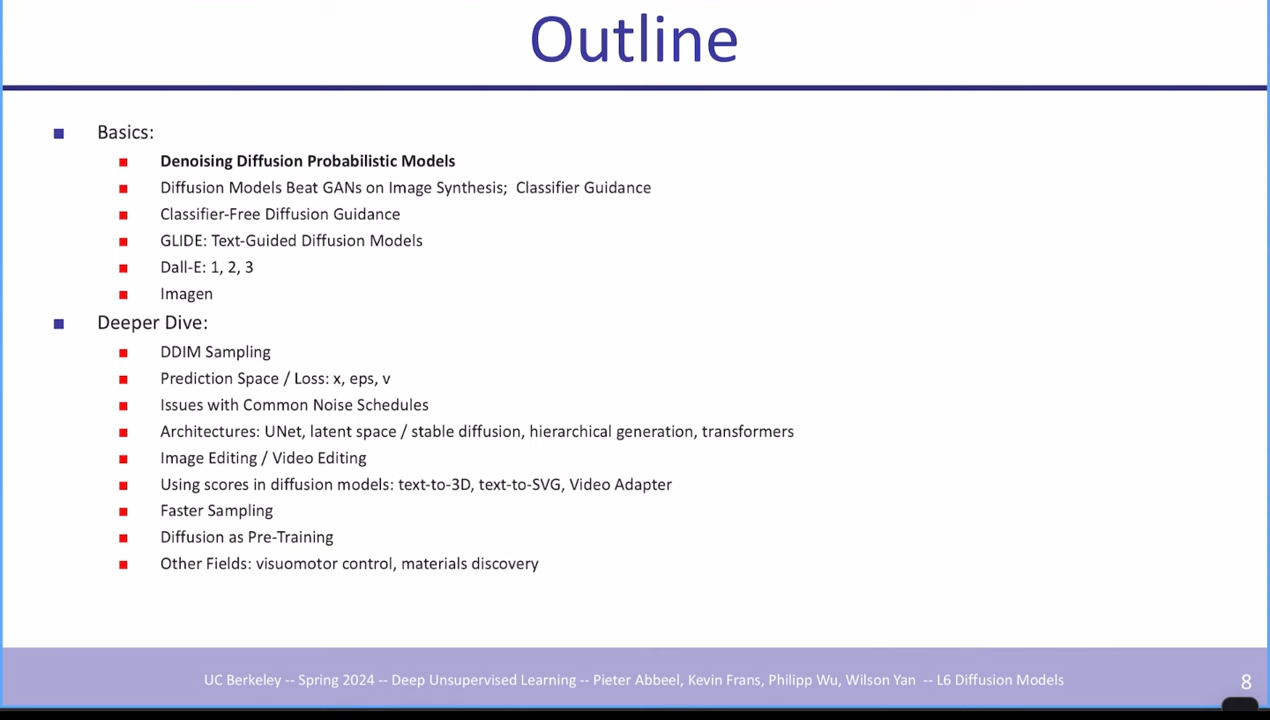 Outline
Basics:
Denoising Diffusion Probabilistic Models
Diffusion Models Beat GANs on Image Synthesis; Classifier Guidance
Classifier-Free Diffusion Guidance
GLIDE: Text-Guided Diffusion Models
Dall-E: 1, 2, 3
Imagen
Deeper Dive:
DDIM Sampling
Prediction Space / Loss: x, eps, v
Issues with Common Noise Schedules
Architectures: UNet, latent space / stable diffusion, hierarchical generation, transformers
Image Editing / Video Editing
Using scores in diffusion models: text-to-3D, text-to-SVG, Video Adapter
Faster Sampling
Diffusion as Pre-Training
Other Fields: visuomotor control, materials discovery
UC Berkeley -- Spring 2024 -- Deep Unsupervised Learning -- Pieter Abbeel, Kevin Frans, Philipp Wu, Wilson Yan -- L6 Diffusion Models
8